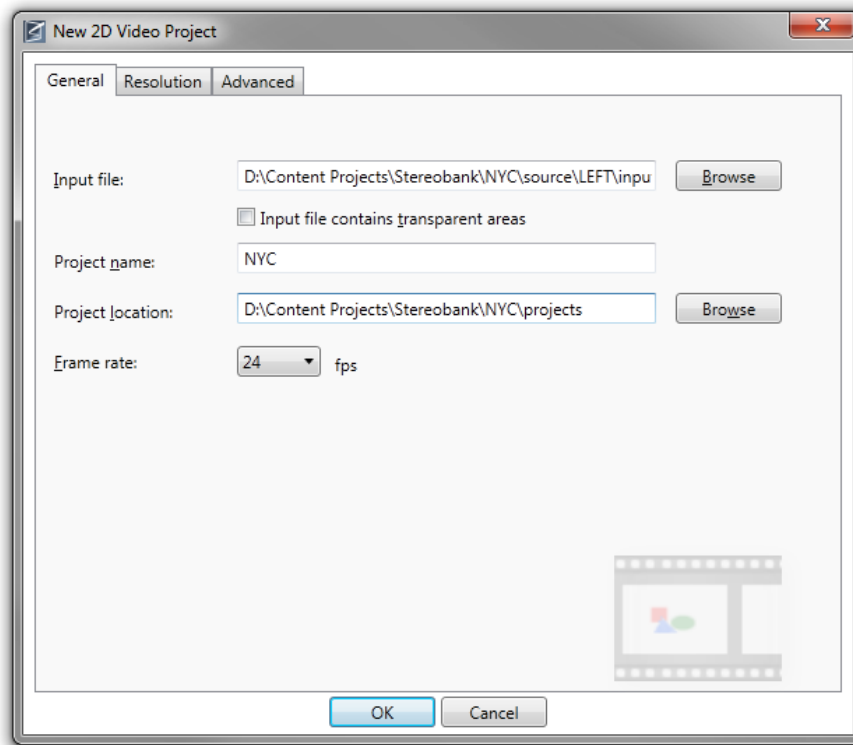 New 2D Video Project
General Resolution Advanced
Input file: D:\Content Projects\Stereobank\NYC\source\LEFT\inpu Browse
Input file contains transparent areas
Project name: NYC
Project location: D:\Content Projects\Stereobank\NYC\projects Browse
Frame rate: 24 fps
OK Cancel